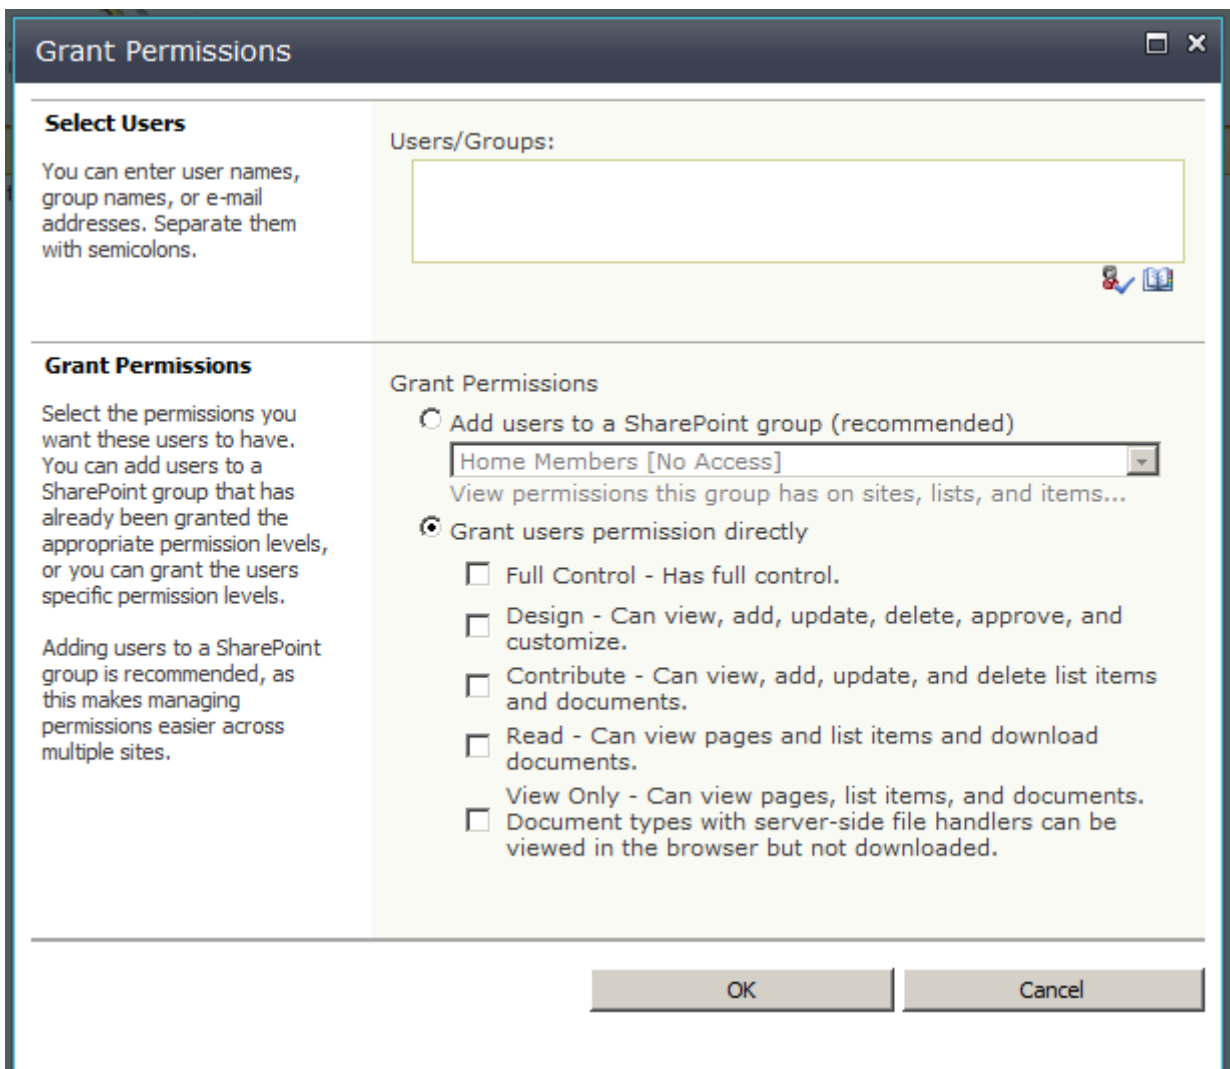 Grant Permissions
Select Users
You can enter user names,
group names, or e-mail
addresses. Separate them
with semicolons.
Users/Groups:
Grant Permissions
Select the permissions you
want these users to have.
You can add users to a
SharePoint group that has
already been granted the
appropriate permission levels,
or you can grant the users
specific permission levels.
Adding users to a SharePoint
group is recommended, as
this makes managing
permissions easier across
multiple sites.
Grant Permissions
Add users to a SharePoint group (recommended)
Home Members [No Access]
View permissions this group has on sites, lists, and items...
Grant users permission directly
Full Control - Has full control.
Design - Can view, add, update, delete, approve, and
customize.
Contribute - Can view, add, update, and delete list items
and documents.
Read - Can view pages and list items and download
documents.
View Only - Can view pages, list items, and documents.
Document types with server-side file handlers can be
viewed in the browser but not downloaded.
OK
Cancel